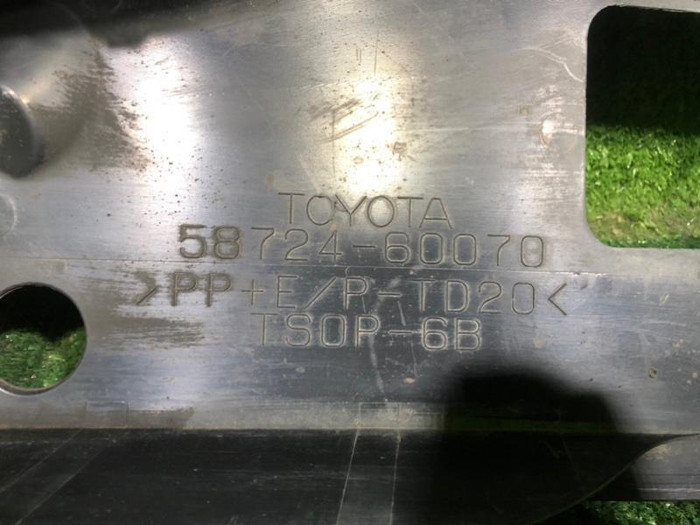 TOYOTA
58724-60070
>PP+E/R-TD20<
TSOP-6B